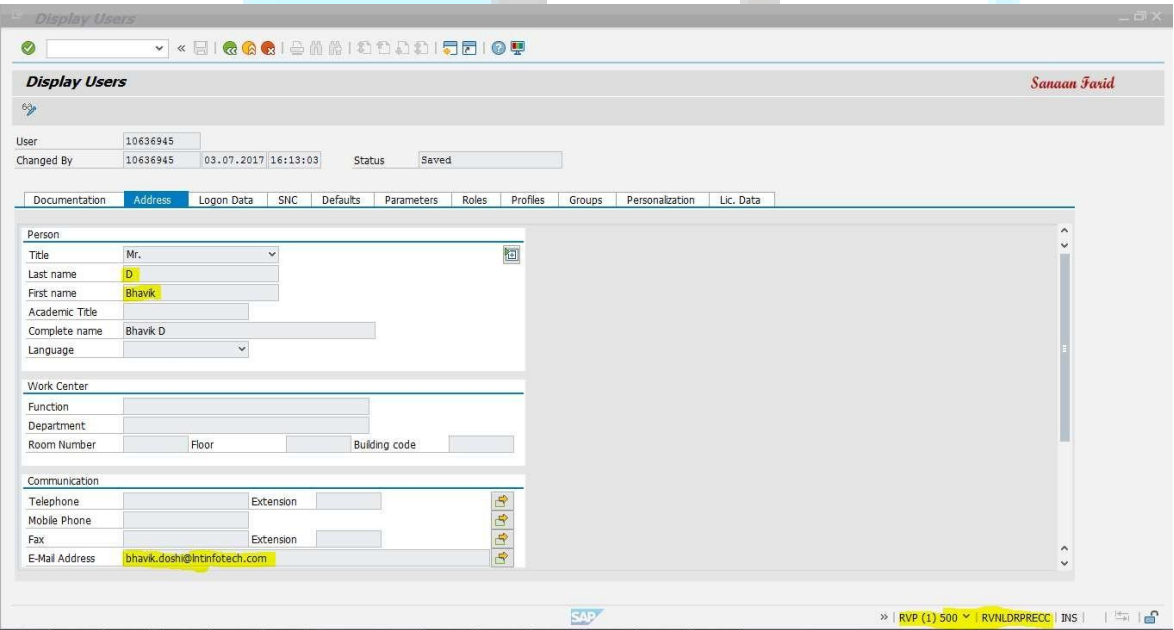 Display Users
Display Users
Sanaan Farid
User 10636945
Changed By 10636945 03.07.2017 16:13:03 Status Saved
Documentation Address Logon Data SNC Defaults Parameters Roles Profiles Groups Personalization Lic. Data
Person
Title Mr.
Last name D
First name Bhavik
Academic Title
Complete name Bhavik D
Language
Work Center
Function
Department
Room Number Floor Building code
Communication
Telephone Extension
Mobile Phone
Fax Extension
E-Mail Address bhavik.doshi@lntinfotech.com
SAP » | RVP (1) 500 | RVNLDRPRECC | INS |